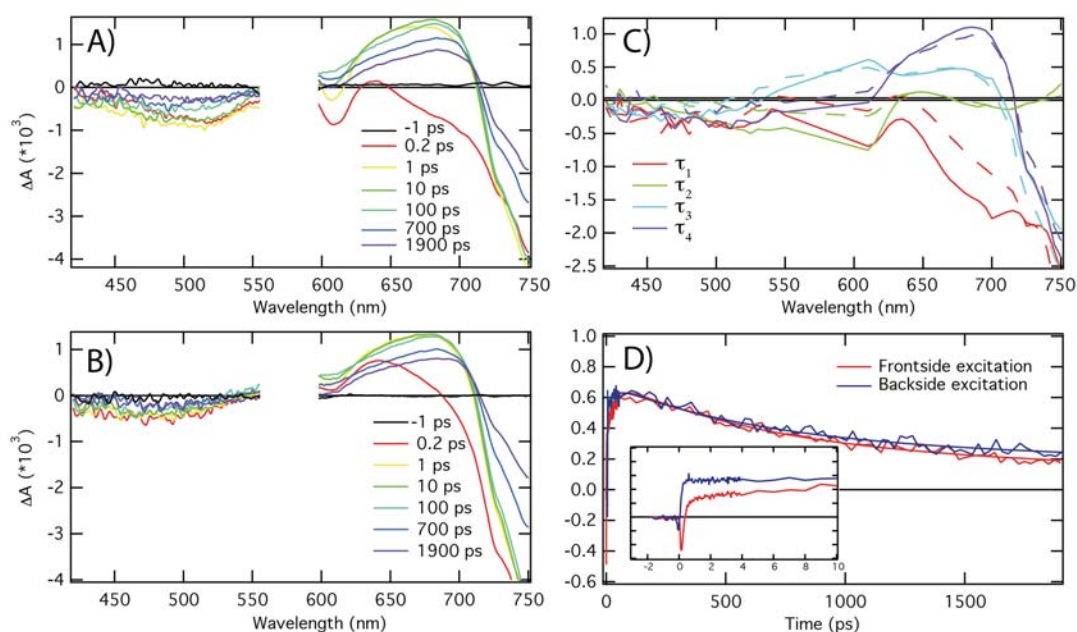 A)
ΔA (*10³)
1
0
-1
-2
-3
-4
-1 ps
0.2 ps
1 ps
10 ps
100 ps
700 ps
1900 ps
450 500 550 600 650 700 750
Wavelength (nm)
C)
1.0
0.5
0.0
-0.5
-1.0
-1.5
-2.0
-2.5
τ1
τ2
τ3
τ4
450 500 550 600 650 700 750
Wavelength (nm)
B)
ΔA (*10³)
1
0
-1
-2
-3
-4
-1 ps
0.2 ps
1 ps
10 ps
100 ps
700 ps
1900 ps
450 500 550 600 650 700 750
Wavelength (nm)
D)
1.0
0.8
0.6
0.4
0.2
0.0
0.2
0.4
0.6
Frontside excitation
Backside excitation
-2 0 2 4 6 8 10
0 500 1000 1500
Time (ps)